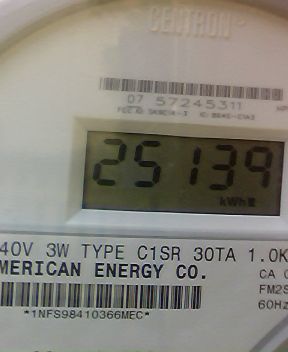 CENTRON
07 57245311
25139
kWh
40V 3W TYPE C1SR 30TA 1.0K
MERICAN ENERGY CO.
CA
FM2S
60Hz
*1NFS98410366MEC*